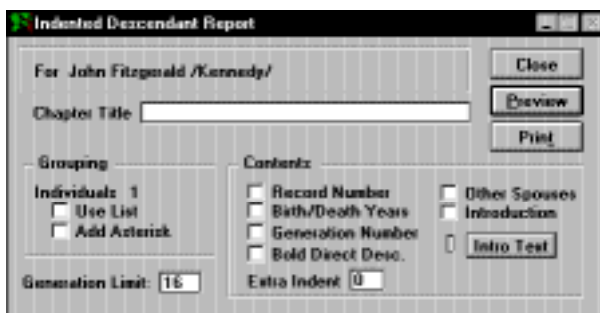 Indented Descendant Report
For John Fitzgerald /Kennedy/
Chapter Title
Close
Preview
Print
Grouping
Individuals 1
Use List
Add Asterisk
Generation Limit: 16
Contents
Record Number
Birth/Death Years
Generation Number
Bold Direct Desc.
Extra Indent 0
Other Spouses
Introduction
0 Intro Text